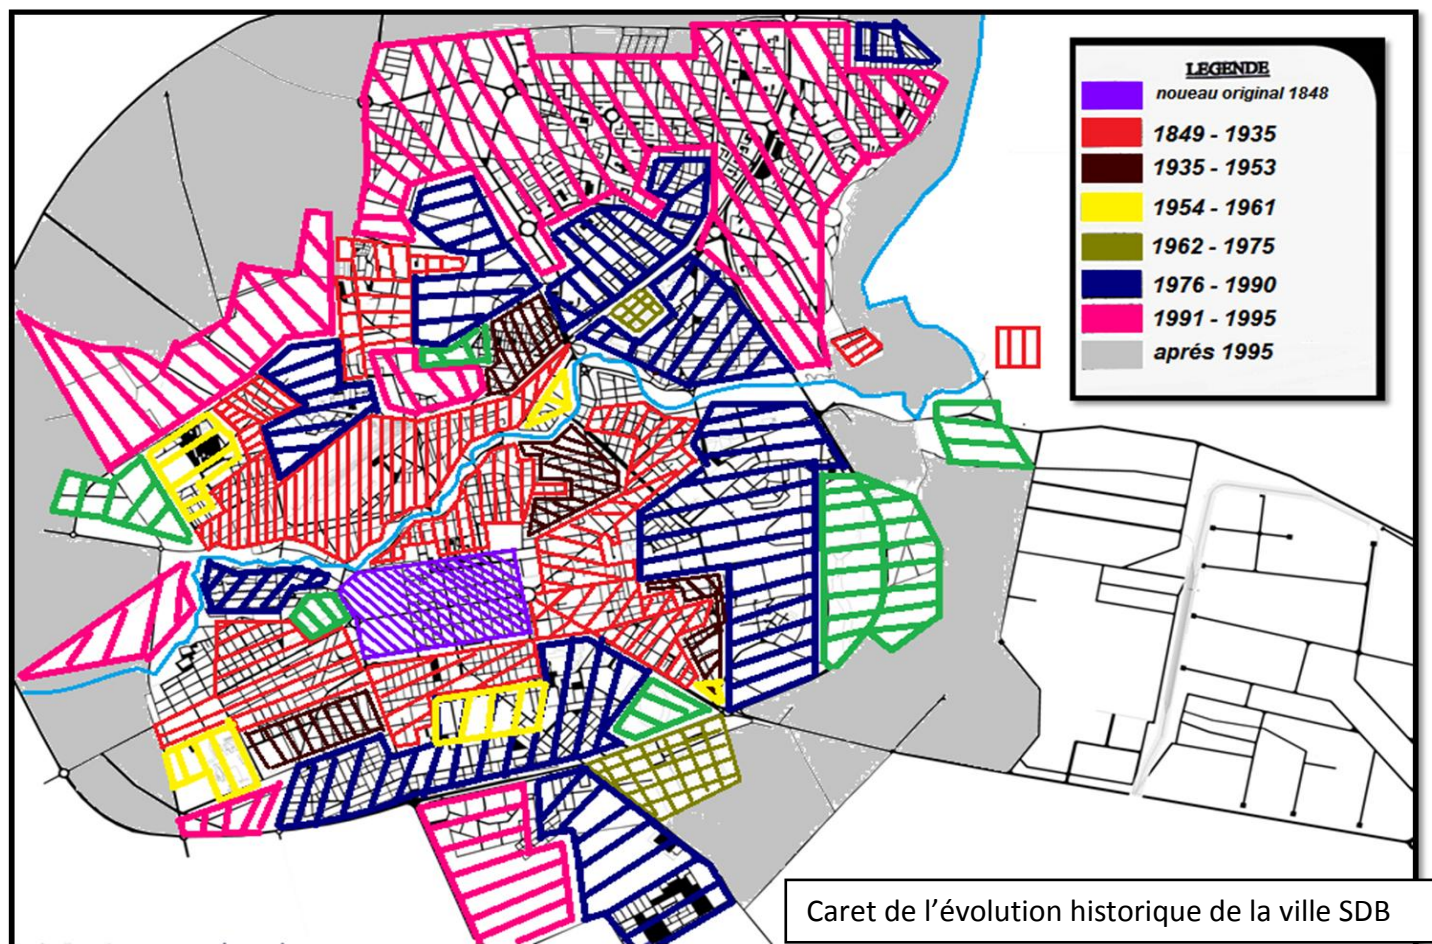 LEGENDE
noueau original 1848
1849 - 1935
1935 - 1953
1954 - 1961
1962 - 1975
1976 - 1990
1991 - 1995
aprés 1995
Caret de l’évolution historique de la ville SDB